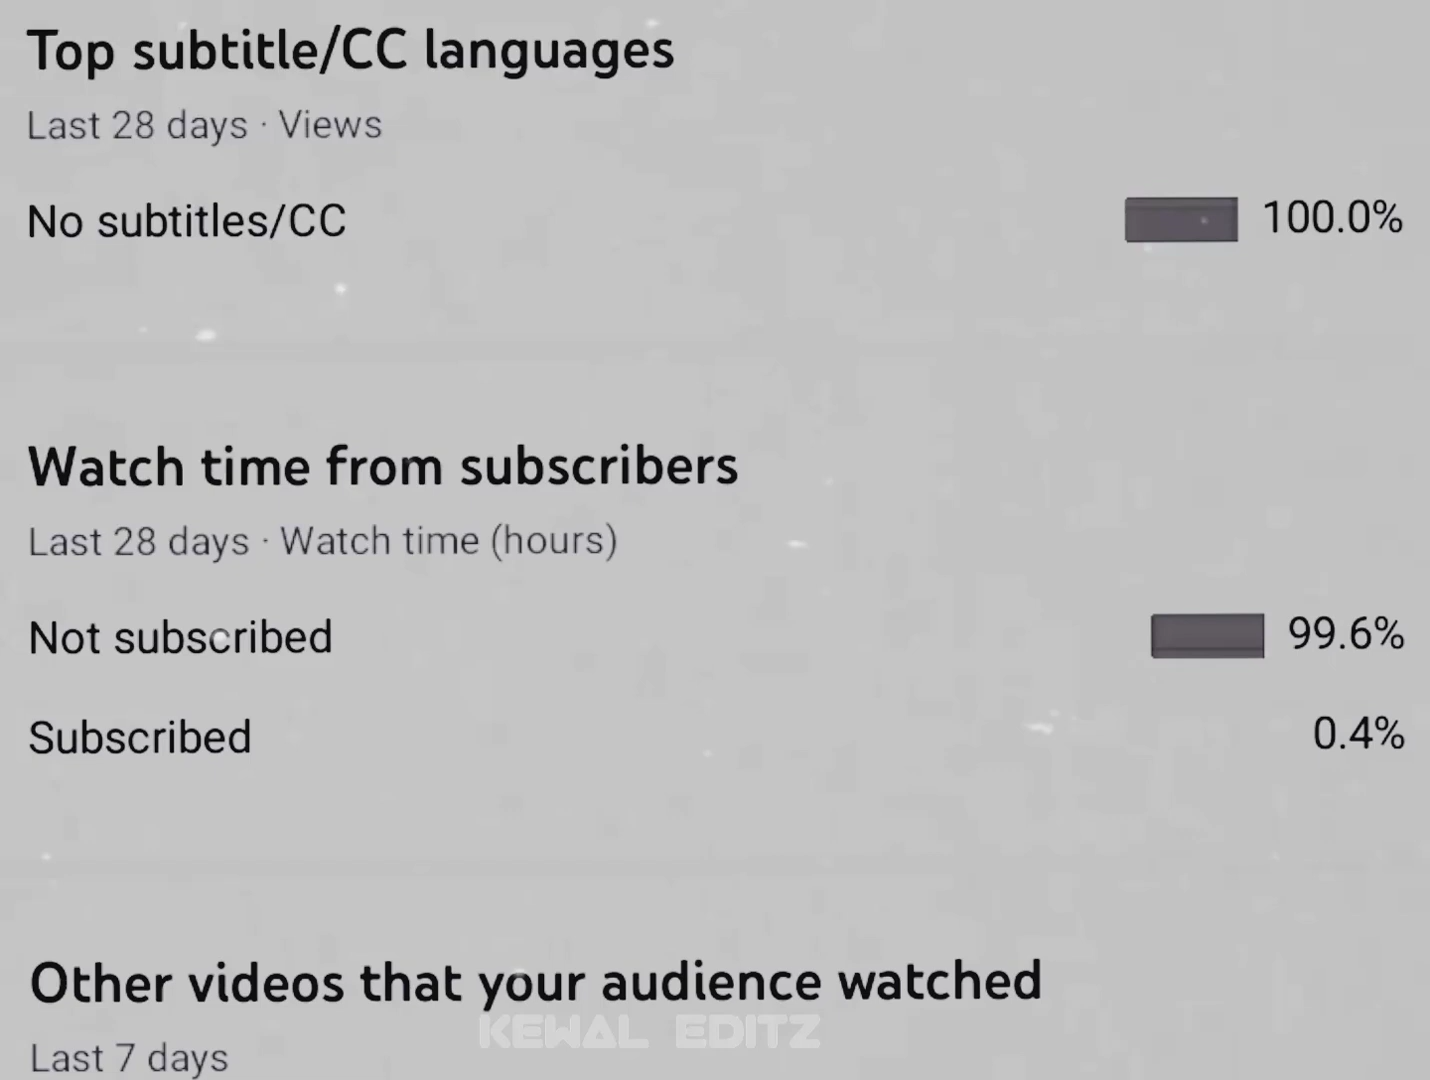 Top subtitle/CC languages
Last 28 days · Views
No subtitles/CC 100.0%
Watch time from subscribers
Last 28 days · Watch time (hours)
Not subscribed 99.6%
Subscribed 0.4%
Other videos that your audience watched
KEWAL EDITZ
Last 7 days